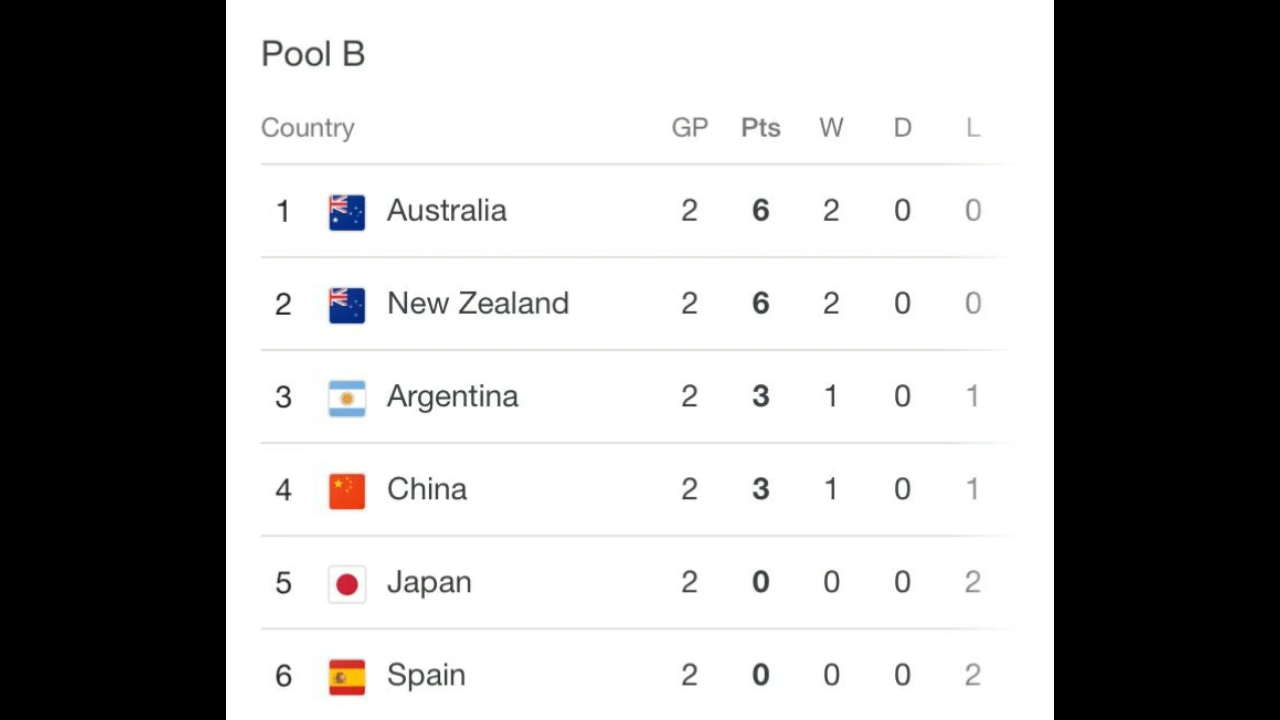 Pool B
Country GP Pts W D L
1 Australia 2 6 2 0 0
2 New Zealand 2 6 2 0 0
3 Argentina 2 3 1 0 1
4 China 2 3 1 0 1
5 Japan 2 0 0 0 2
6 Spain 2 0 0 0 2